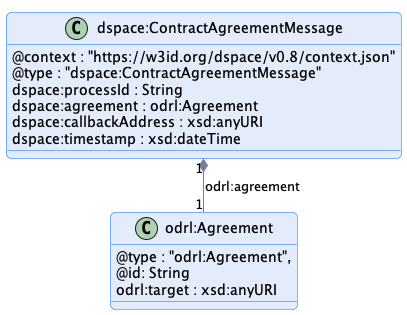 C dspace:ContractAgreementMessage
@context : "https://w3id.org/dspace/v0.8/context.json"
@type : "dspace:ContractAgreementMessage"
dspace:processId : String
dspace:agreement : odrl:Agreement
dspace:callbackAddress : xsd:anyURI
dspace:timestamp : xsd:dateTime
1
odrl:agreement
1
C odrl:Agreement
@type : "odrl:Agreement",
@id: String
odrl:target : xsd:anyURI